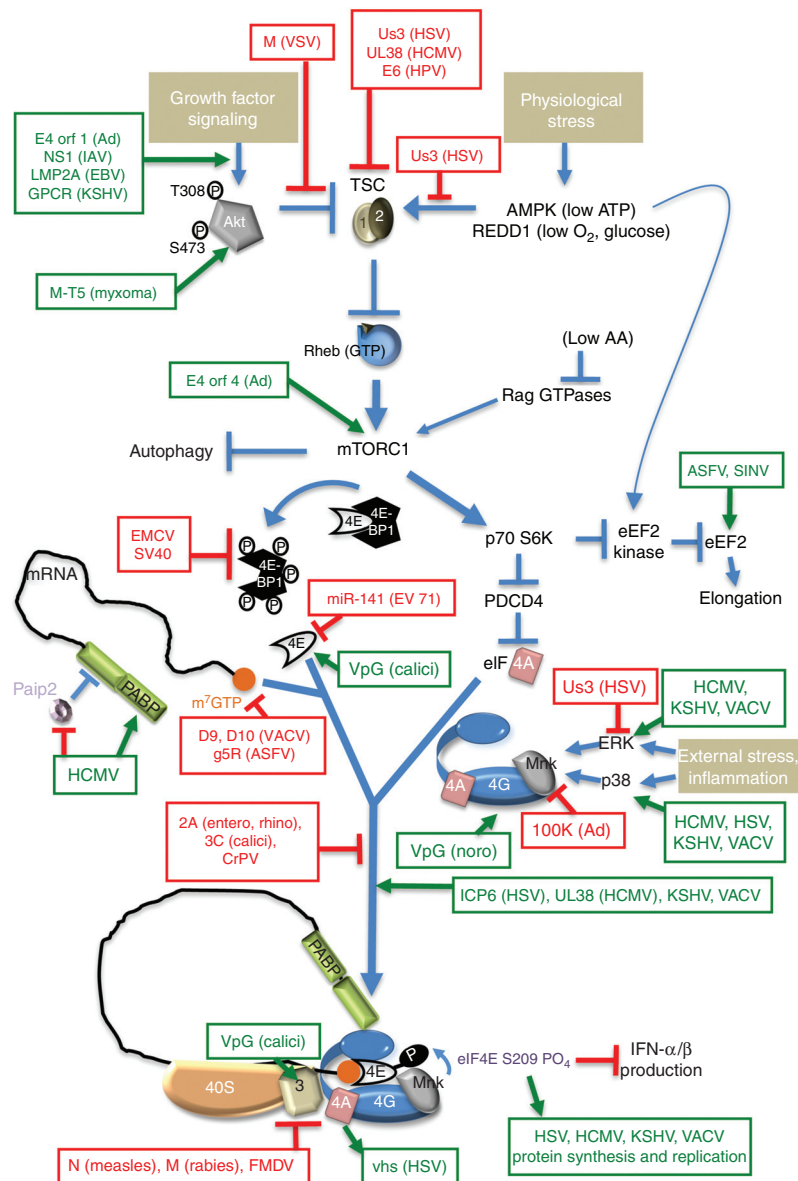 M (VSV)
Us3 (HSV)
UL38 (HCMV)
E6 (HPV)
Growth factor
signaling
Physiological
stress
E4 orf 1 (Ad)
NS1 (IAV)
LMP2A (EBV)
GPCR (KSHV)
Us3 (HSV)
T308
P
TSC
Akt
1
2
P
S473
AMPK (low ATP)
REDD1 (low O2, glucose)
M-T5 (myxoma)
Rheb (GTP)
(Low AA)
E4 orf 4 (Ad)
Rag GTPases
Autophagy
mTORC1
ASFV, SINV
4E
4E-
BP1
EMCV
SV40
P
P
4E-
BP1
P
P
P
p70 S6K
eEF2
kinase
eEF2
mRNA
miR-141 (EV 71)
PDCD4
Elongation
4E
VpG (calici)
eIF
4A
PABP
Paip2
m7GTP
Us3 (HSV)
HCMV,
KSHV, VACV
D9, D10 (VACV)
g5R (ASFV)
HCMV
ERK
Mnk
External stress,
inflammation
4A
4G
p38
2A (entero, rhino),
3C (calici),
CrPV
VpG (noro)
100K (Ad)
HCMV, HSV,
KSHV, VACV
ICP6 (HSV), UL38 (HCMV), KSHV, VACV
PABP
VpG (calici)
P
eIF4E S209 PO4
IFN-α/β
production
4E
40S
3
Mnk
4A
4G
HSV, HCMV, KSHV, VACV
protein synthesis and replication
N (measles), M (rabies), FMDV
vhs (HSV)